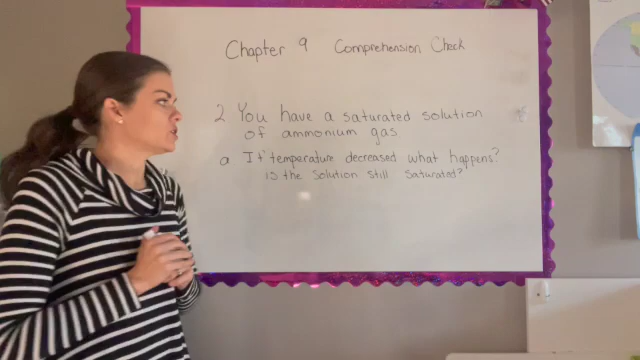 Chapter 9 Comprehension Check
2 You have a saturated solution
of ammonium gas
a If temperature decreased what happens?
Is the solution still saturated?